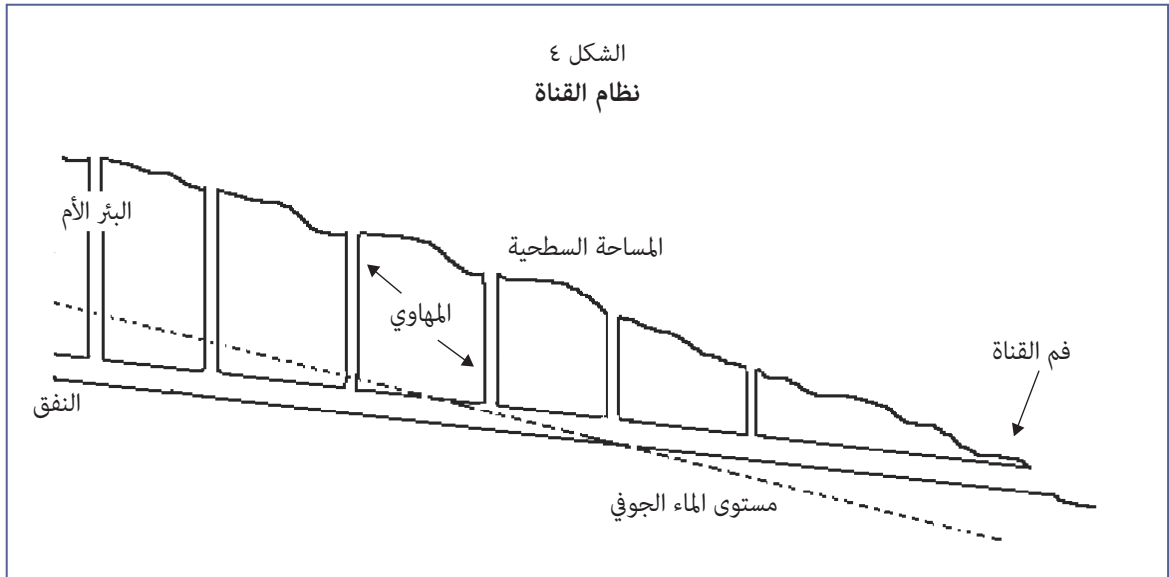 الشكل ٤
نظام القناة
البئر الأم
المساحة السطحية
المهاوي
فم القناة
النفق
مستوى الماء الجوفي